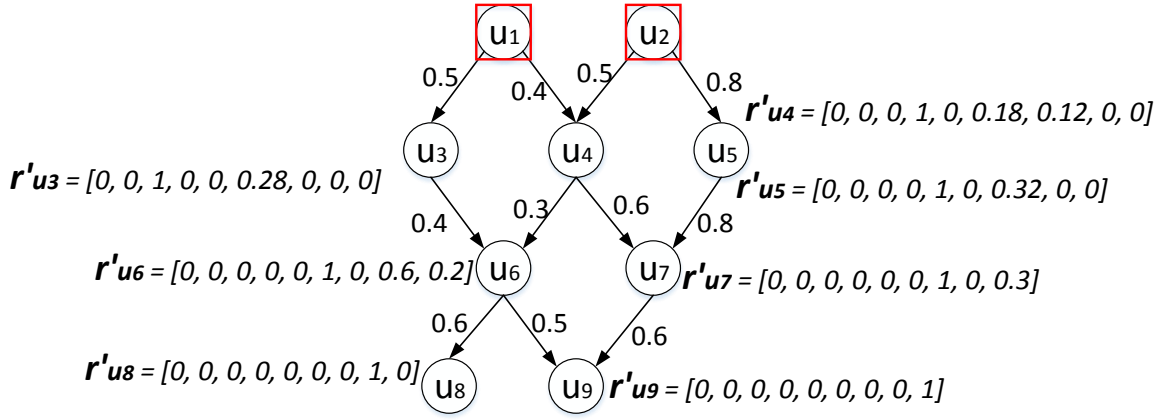 u1 u2
0.5 0.4 0.5 0.8
r'u4 = [0, 0, 0, 1, 0, 0.18, 0.12, 0, 0]
u3 u4 u5
r'u3 = [0, 0, 1, 0, 0, 0.28, 0, 0, 0]
r'u5 = [0, 0, 0, 0, 1, 0, 0.32, 0, 0]
0.4 0.3 0.6 0.8
r'u6 = [0, 0, 0, 0, 0, 1, 0, 0.6, 0.2]
u6 u7
r'u7 = [0, 0, 0, 0, 0, 0, 1, 0, 0.3]
0.6 0.5 0.6
r'u8 = [0, 0, 0, 0, 0, 0, 0, 1, 0]
u8 u9
r'u9 = [0, 0, 0, 0, 0, 0, 0, 0, 1]